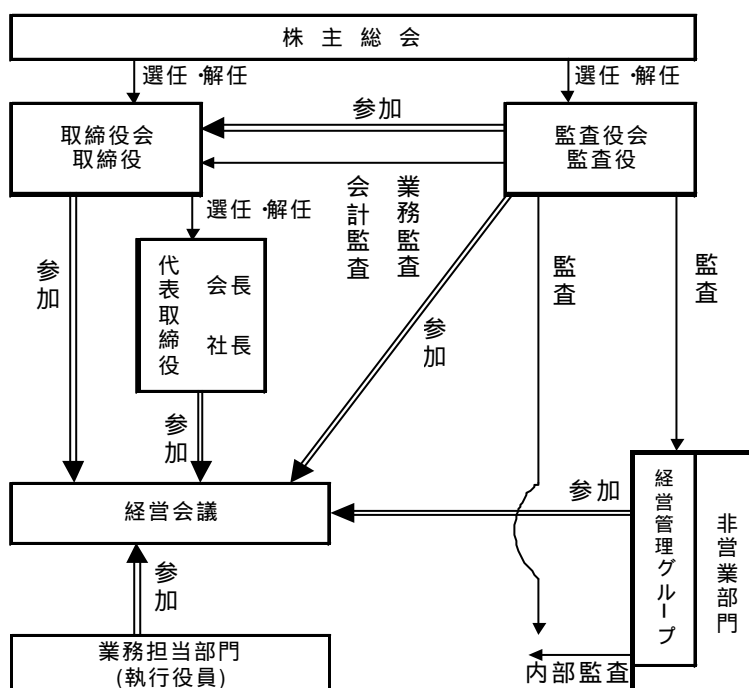 株主総会
選任・解任
選任・解任
取締役会
取締役
参加
監査役会
監査役
業務監査
会計監査
選任・解任
参加
代表取締役
会長
社長
参加
参加
監査
監査
経営会議
参加
経営管理グループ
非営業部門
参加
業務担当部門
(執行役員)
内部監査